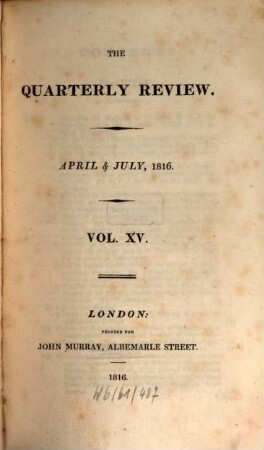 THE
QUARTERLY REVIEW.
APRIL & JULY, 1816.
VOL. XV.
LONDON:
PRINTED FOR
JOHN MURRAY, ALBEMARLE STREET.
1816.